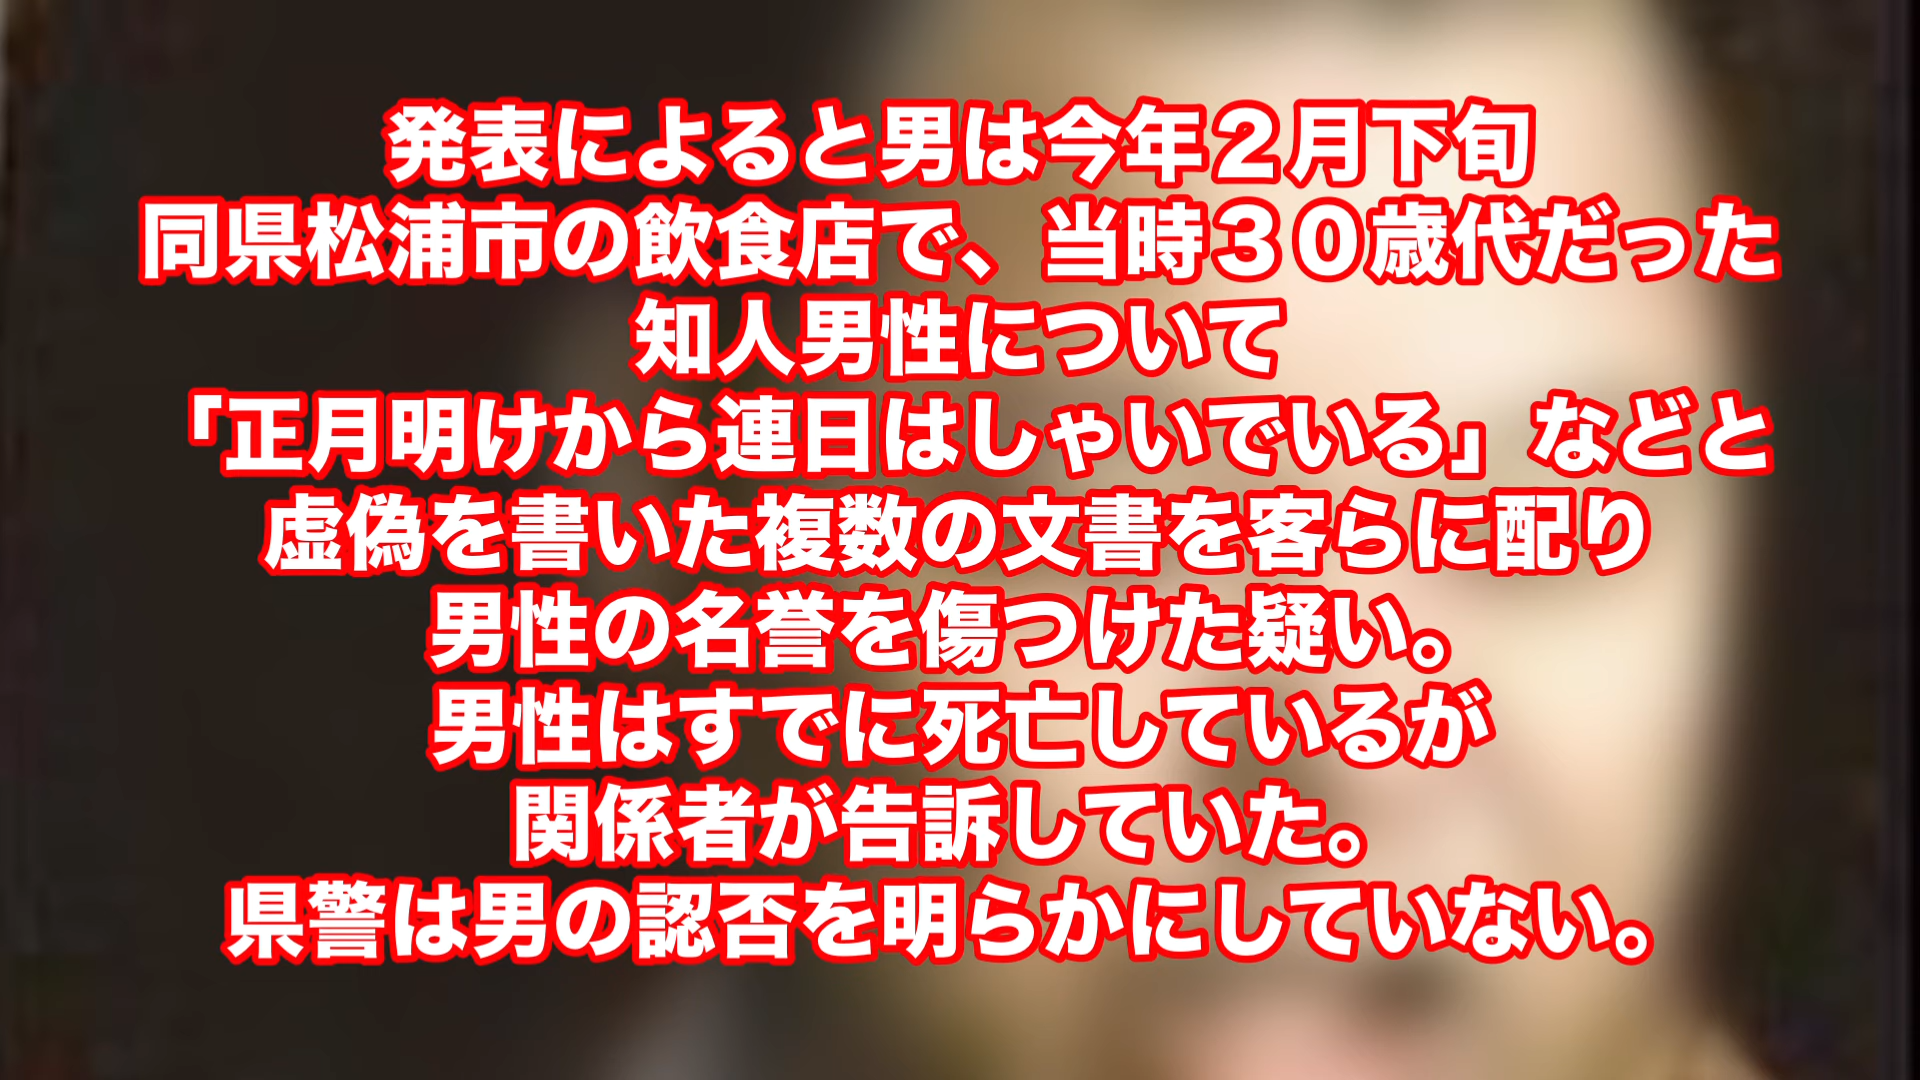 発表によると男は今年２月下旬
同県松浦市の飲食店で、当時３０歳代だった
知人男性について
「正月明けから連日はしゃいでいる」などと
虚偽を書いた複数の文書を客らに配り
男性の名誉を傷つけた疑い。
男性はすでに死亡しているが
関係者が告訴していた。
県警は男の認否を明らかにしていない。